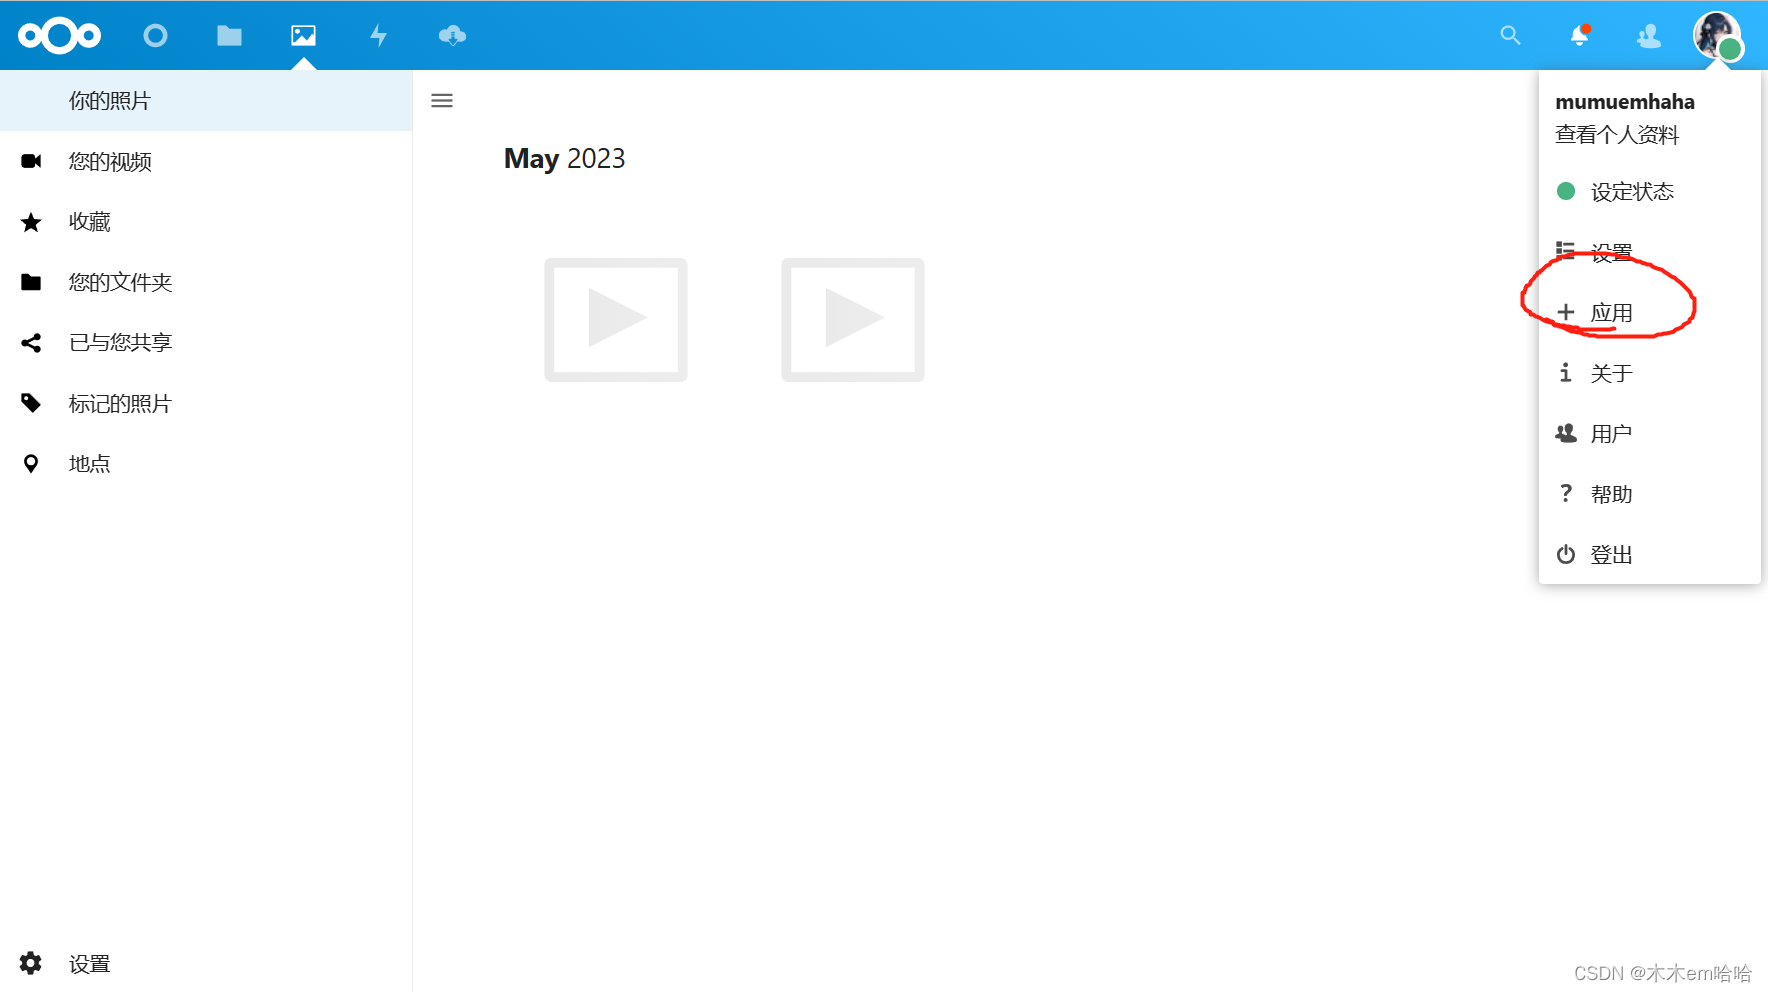 你的照片
您的视频
收藏
您的文件夹
已与您共享
标记的照片
地点
设置
May 2023
mumuemhaha
查看个人资料
设定状态
设置
应用
关于
用户
帮助
登出
CSDN @木木em哈哈